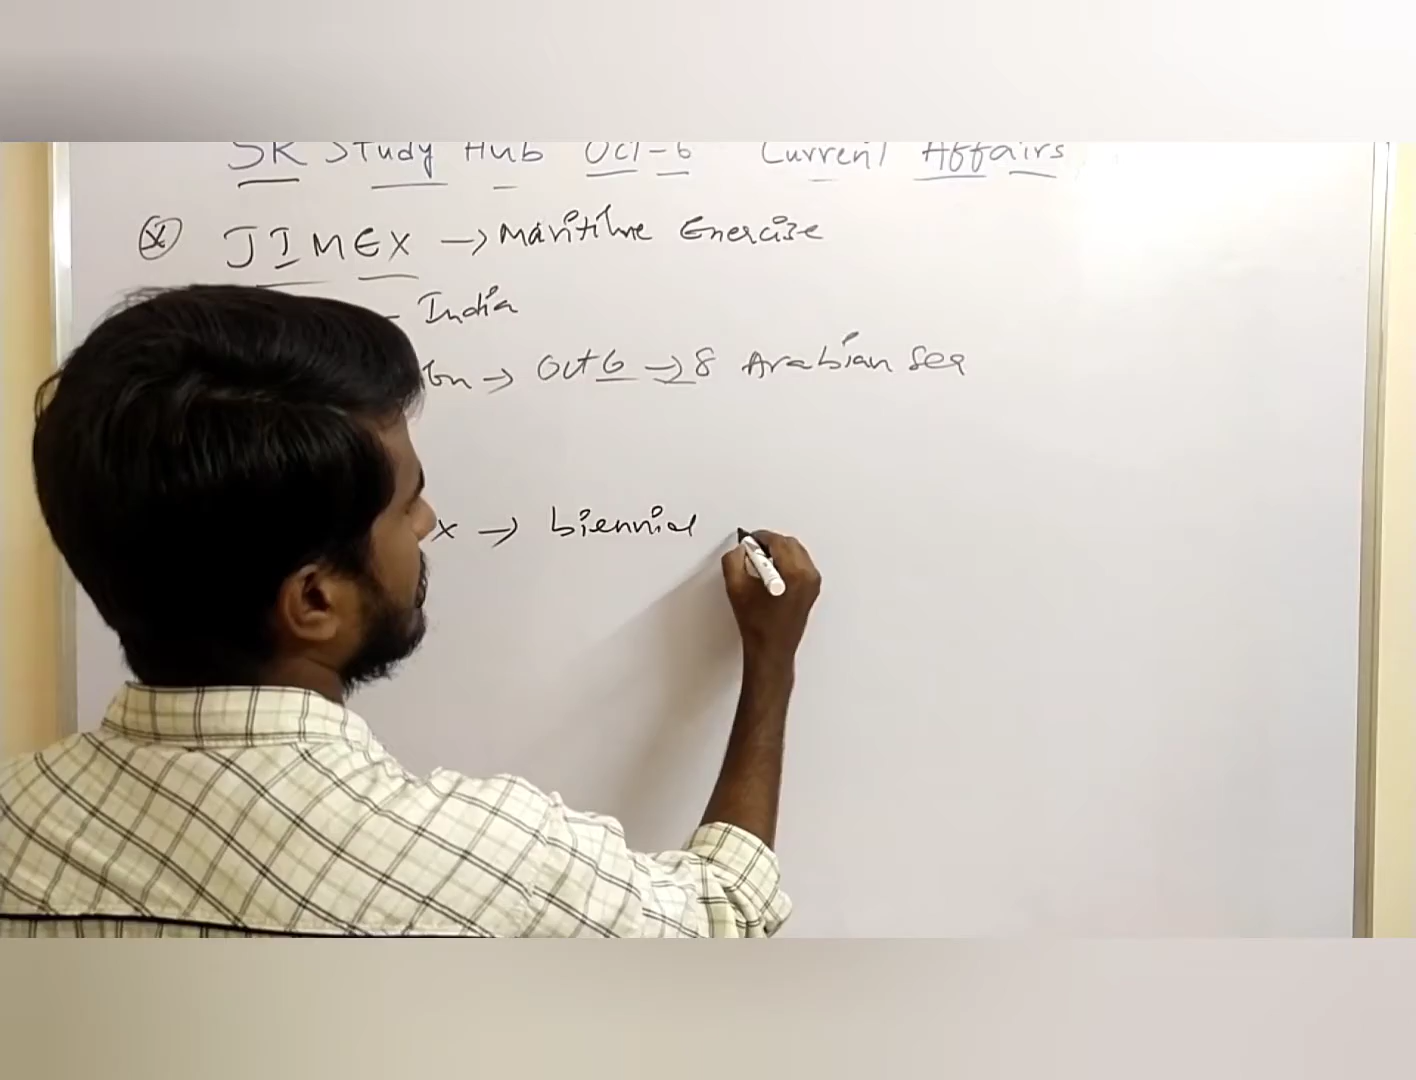 SK Study Hub Oct-6 Current Affairs
JIMEX → Maritime Exercise
- India
→ Oct 6 → 8 Arabian Sea
x → biennial